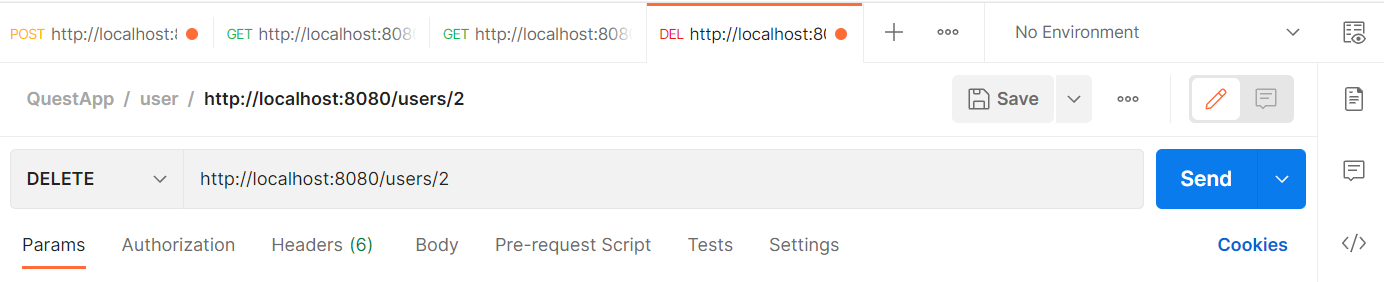 POST http://localhost:8 GET http://localhost:808 GET http://localhost:808 DEL http://localhost:80 No Environment
QuestApp / user / http://localhost:8080/users/2 Save
DELETE http://localhost:8080/users/2 Send
Params Authorization Headers (6) Body Pre-request Script Tests Settings Cookies